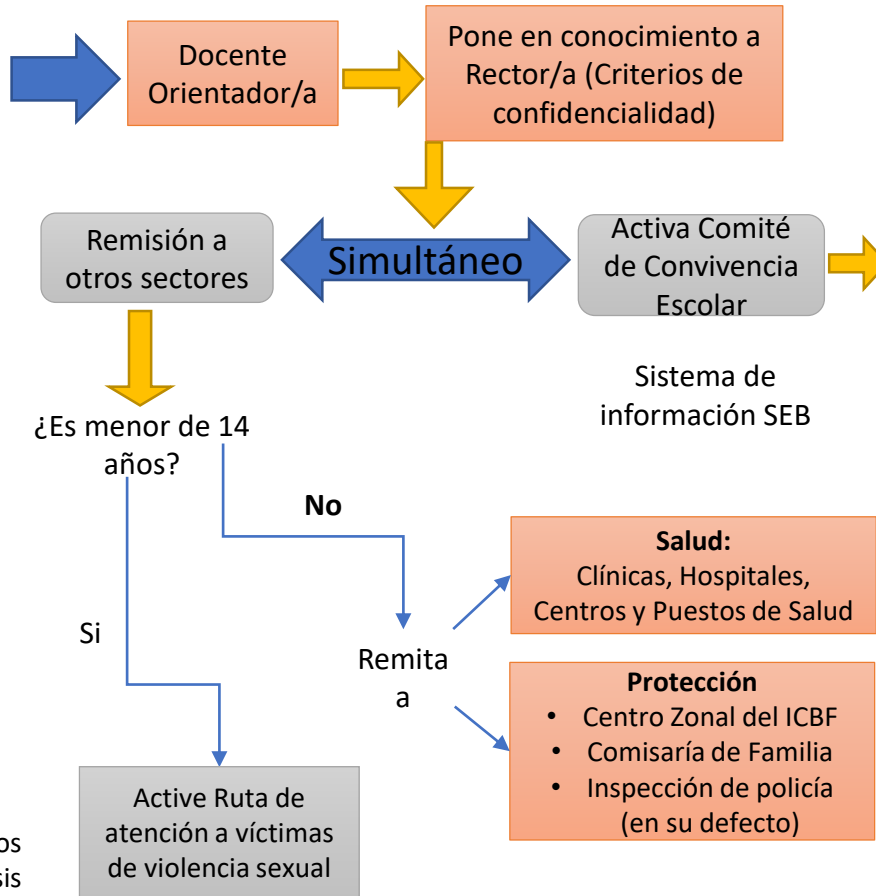 Docente
Orientador/a
Pone en conocimiento a
Rector/a (Criterios de
confidencialidad)
Remisión a
otros sectores
Simultáneo
Activa Comité
de Convivencia
Escolar
Sistema de
información SEB
¿Es menor de 14
años?
No
Si
Remita
a
Salud:
Clínicas, Hospitales,
Centros y Puestos de Salud
Protección
• Centro Zonal del ICBF
• Comisaría de Familia
• Inspección de policía
(en su defecto)
Active Ruta de
atención a víctimas
de violencia sexual
os
sis